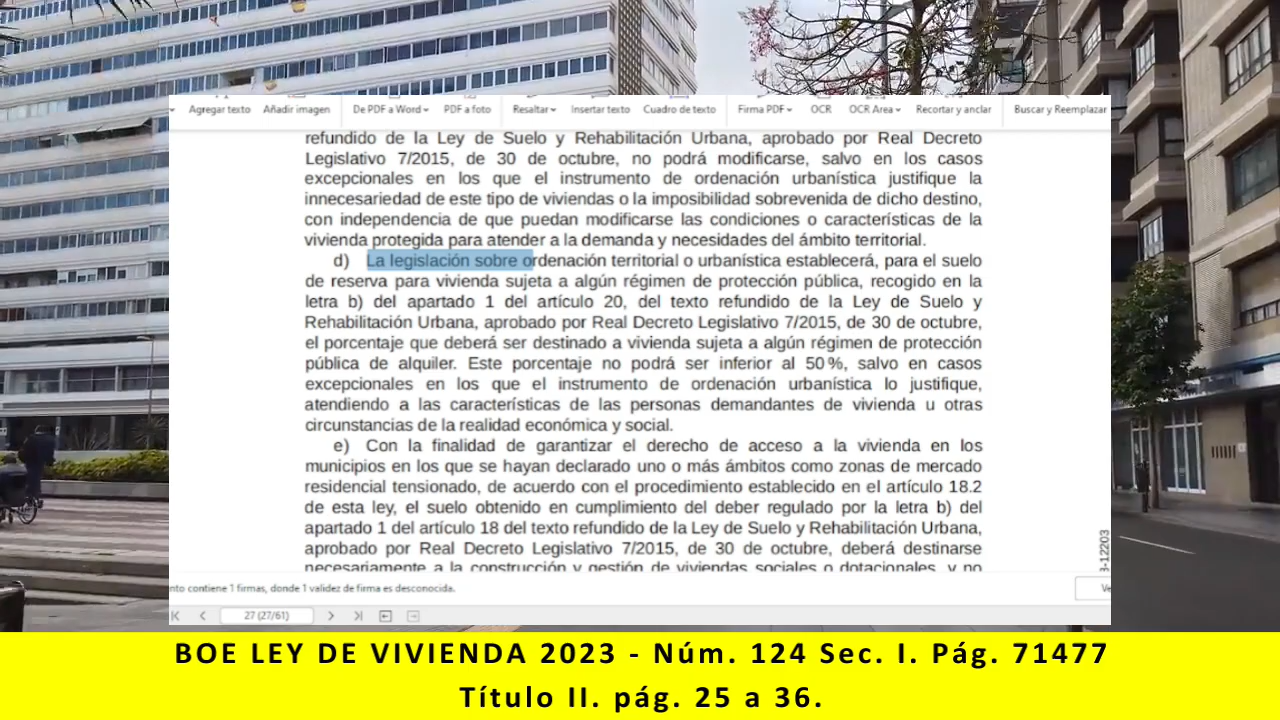 Agregar texto Añadir imagen De PDF a Word PDF a foto Resaltar Insertar texto Cuadro de texto Firma PDF OCR OCR Area Recortar y anclar Buscar y Reemplazar
refundido de la Ley de Suelo y Rehabilitación Urbana, aprobado por Real Decreto
Legislativo 7/2015, de 30 de octubre, no podrá modificarse, salvo en los casos
excepcionales en los que el instrumento de ordenación urbanística justifique la
innecesariedad de este tipo de viviendas o la imposibilidad sobrevenida de dicho destino,
con independencia de que puedan modificarse las condiciones o características de la
vivienda protegida para atender a la demanda y necesidades del ámbito territorial.
d) La legislación sobre ordenación territorial o urbanística establecerá, para el suelo
de reserva para vivienda sujeta a algún régimen de protección pública, recogido en la
letra b) del apartado 1 del artículo 20, del texto refundido de la Ley de Suelo y
Rehabilitación Urbana, aprobado por Real Decreto Legislativo 7/2015, de 30 de octubre,
el porcentaje que deberá ser destinado a vivienda sujeta a algún régimen de protección
pública de alquiler. Este porcentaje no podrá ser inferior al 50 %, salvo en casos
excepcionales en los que el instrumento de ordenación urbanística lo justifique,
atendiendo a las características de las personas demandantes de vivienda u otras
circunstancias de la realidad económica y social.
e) Con la finalidad de garantizar el derecho de acceso a la vivienda en los
municipios en los que se hayan declarado uno o más ámbitos como zonas de mercado
residencial tensionado, de acuerdo con el procedimiento establecido en el artículo 18.2
de esta ley, el suelo obtenido en cumplimiento del deber regulado por la letra b) del
apartado 1 del artículo 18 del texto refundido de la Ley de Suelo y Rehabilitación Urbana,
aprobado por Real Decreto Legislativo 7/2015, de 30 de octubre, deberá destinarse
necesariamente a la construcción y gestión de viviendas sociales o dotacionales, y no
3-12203
nto contiene 1 firmas, donde 1 validez de firma es desconocida.
Ve
27 (27/61)
BOE LEY DE VIVIENDA 2023 - Núm. 124 Sec. I. Pág. 71477
Título II. pág. 25 a 36.